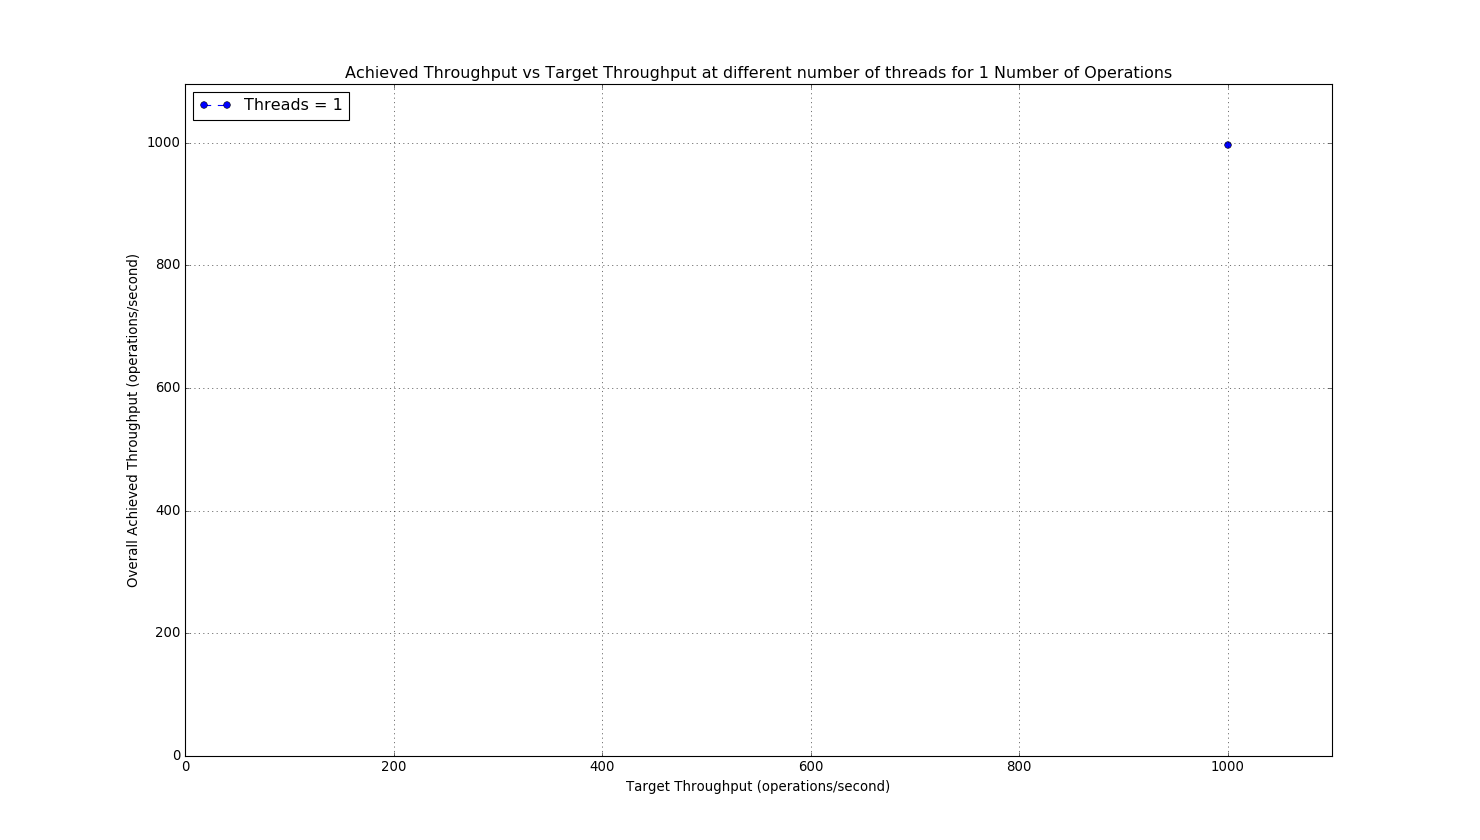 Achieved Throughput vs Target Throughput at different number of threads for 1 Number of Operations
Threads = 1
1000
800
600
400
200
0
Overall Achieved Throughput (operations/second)
0 200 400 600 800 1000
Target Throughput (operations/second)